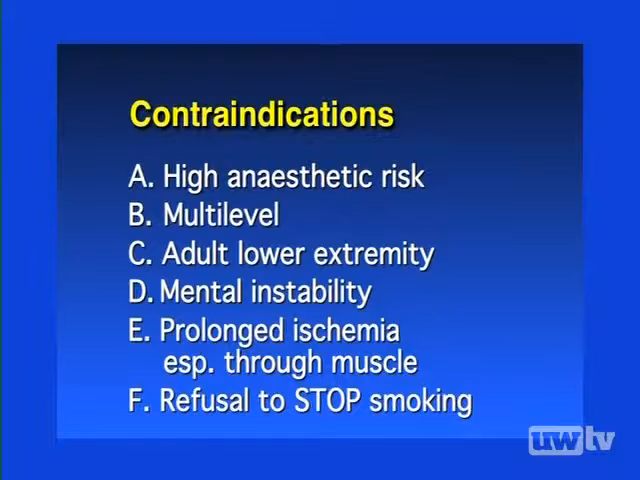 Contraindications
A. High anaesthetic risk
B. Multilevel
C. Adult lower extremity
D. Mental instability
E. Prolonged ischemia
esp. through muscle
F. Refusal to STOP smoking
uwtv